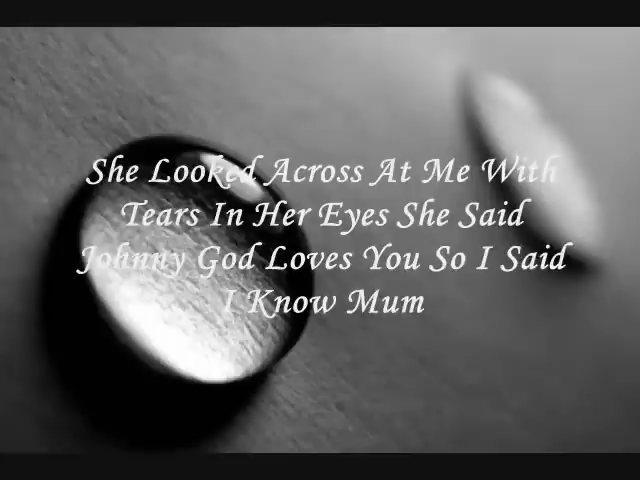 She Looked Across At Me With
Tears In Her Eyes She Said
Johnny God Loves You So I Said
I Know Mum